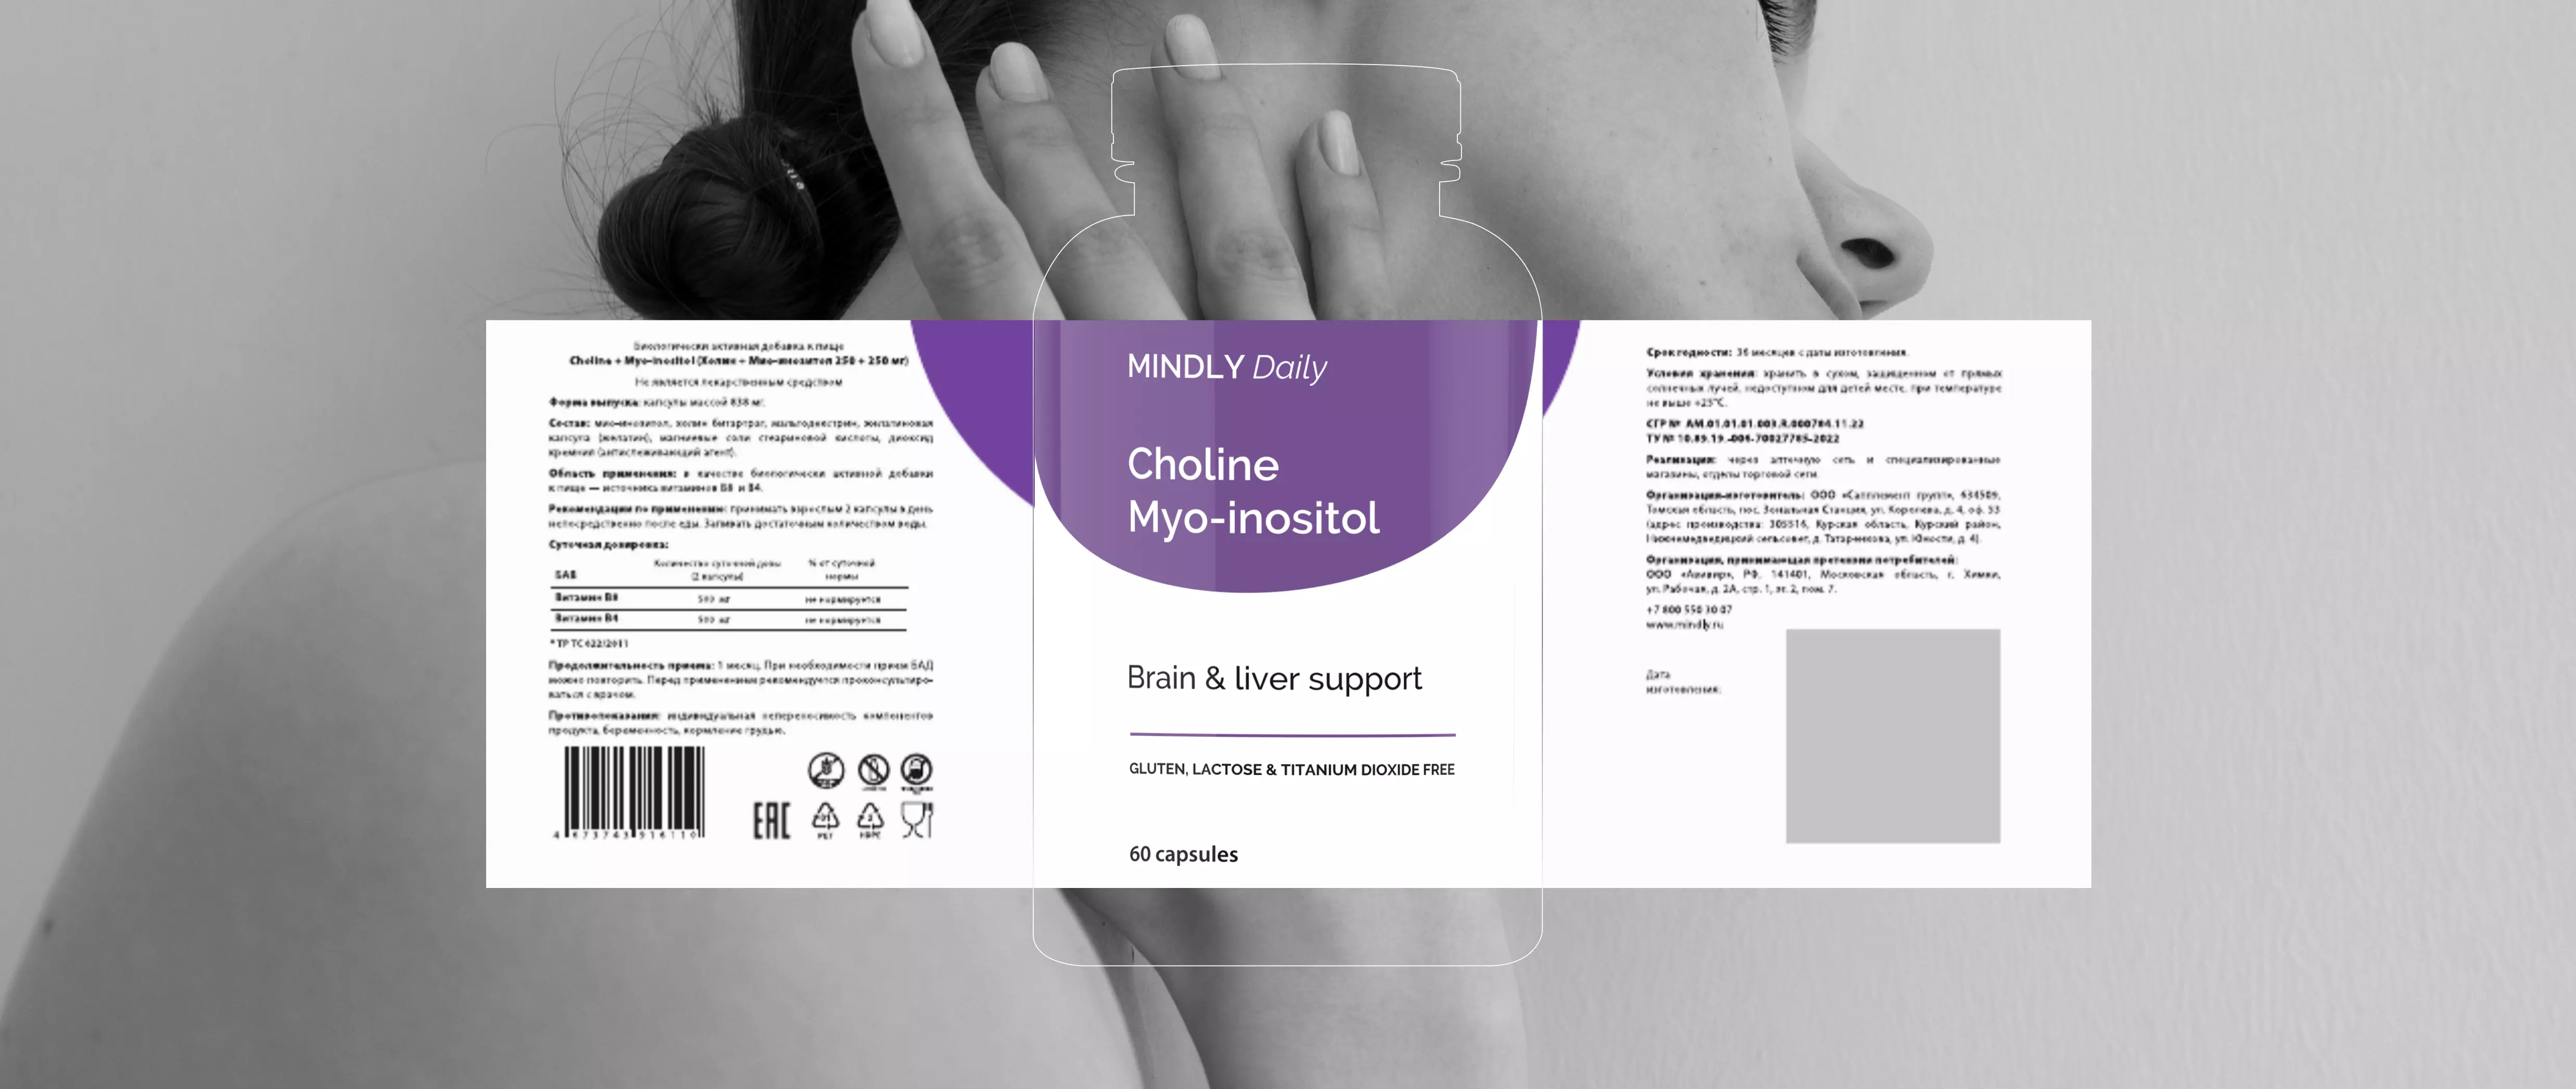 Биологически активная добавка к пище
Choline + Myo-inositol (Холин + Мио-инозитол 250 + 250 мг)
Не является лекарственным средством
Форма выпуска: капсулы массой 838 мг.
Состав: мио-инозитол, холин битартрат, мальтодекстрин, желатиновая
капсула (желатин), магниевые соли стеариновой кислоты, диоксид
кремния (антислеживающий агент).
Область применения: в качестве биологически активной добавки
к пище — источника витаминов B8 и B4.
Рекомендации по применению: принимать взрослым 2 капсулы в день
непосредственно после еды. Запивать достаточным количеством воды.
Суточная дозировка:
БАВ Количество суточной дозы (2 капсулы) % от суточной нормы
Витамин B8 500 мг не нормируется
Витамин B4 500 мг не нормируется
* ТР ТС 022/2011
Продолжительность приема: 1 месяц. При необходимости прием БАД
можно повторить. Перед применением рекомендуется проконсультиро-
ваться с врачом.
Противопоказания: индивидуальная непереносимость компонентов
продукта, беременность, кормление грудью.
4 673743 916110
EAC
MINDLY Daily
Choline
Myo-inositol
Brain & liver support
GLUTEN, LACTOSE & TITANIUM DIOXIDE FREE
60 capsules
Срок годности: 36 месяцев с даты изготовления.
Условия хранения: хранить в сухом, защищенном от прямых
солнечных лучей, недоступном для детей месте, при температуре
не выше +25°C.
СГР № AM.01.01.01.003.R.000784.11.22
ТУ № 10.89.19.-006-70027785-2022
Реализация: через аптечную сеть и специализированные
магазины, отделы торговой сети.
Организация-изготовитель: ООО «Сапплемент групп», 634509,
Томская область, пос. Зональная Станция, ул. Королева, д. 4, оф. 33
(адрес производства: 305516, Курская область, Курский район,
Нижнемедведицкий сельсовет, д. Татаренкова, ул. Юности, д. 4).
Организация, принимающая претензии потребителей:
ООО РФ, 141401, Московская область, г. Химки,
ул. Рабочая, д. 2А, стр. 1, эт. 2, пом. 7.
+7 800 550 30 07
www.mindly.ru
Дата
изготовления: